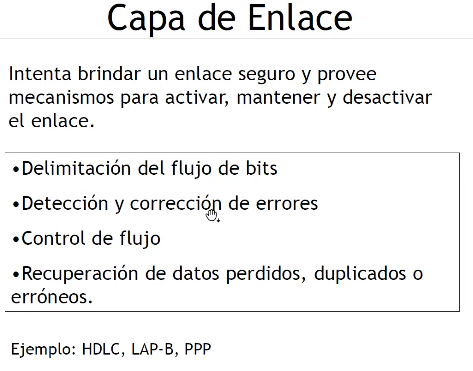 Capa de Enlace
Intenta brindar un enlace seguro y provee
mecanismos para activar, mantener y desactivar
el enlace.
•Delimitación del flujo de bits
•Detección y corrección de errores
•Control de flujo
•Recuperación de datos perdidos, duplicados o
erróneos.
Ejemplo: HDLC, LAP-B, PPP